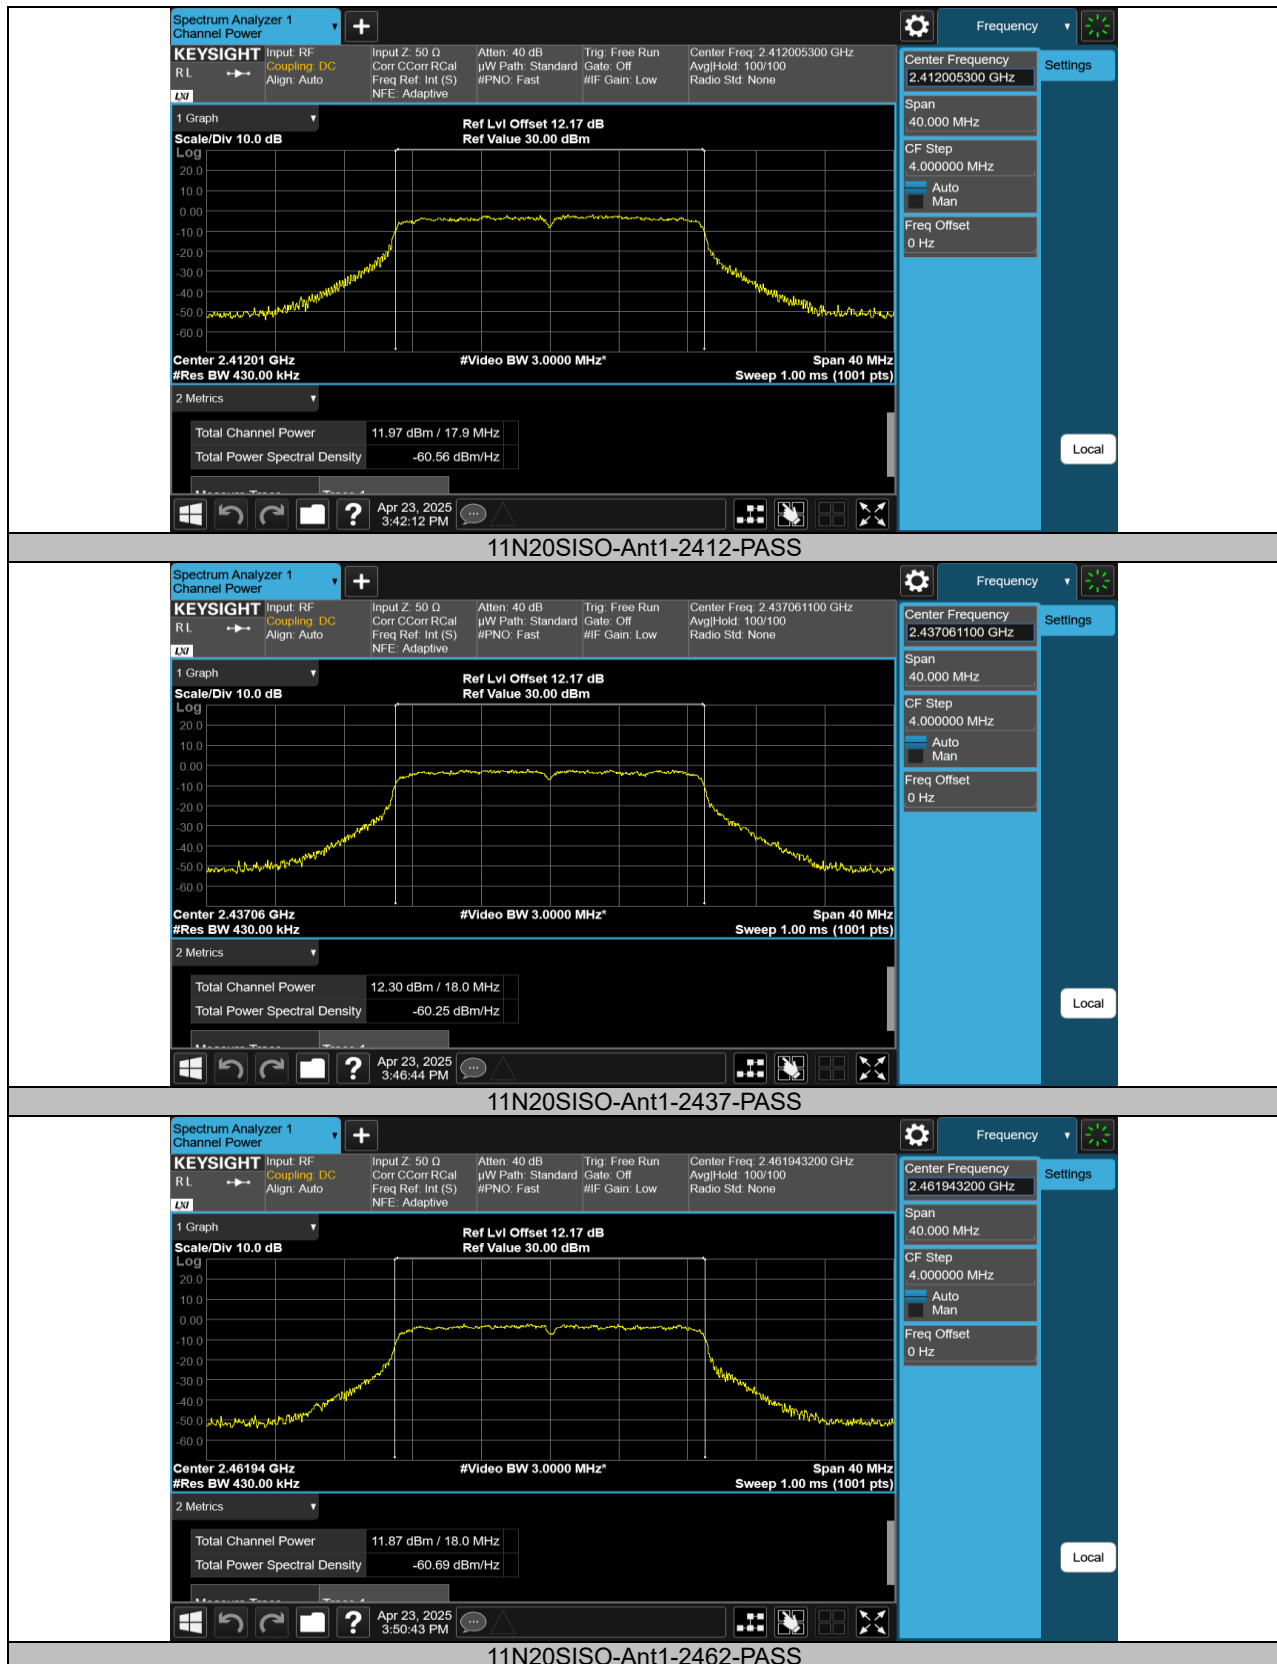 Spectrum Analyzer 1
Channel Power
Frequency
KEYSIGHT
R L
LXI
Input: RF
Coupling: DC
Align: Auto
Input Z: 50 Ω
Corr CCorr RCal
Freq Ref: Int (S)
NFE: Adaptive
Atten: 40 dB
µW Path: Standard
#PNO: Fast
Trig: Free Run
Gate: Off
#IF Gain: Low
Center Freq: 2.412005300 GHz
Avg|Hold: 100/100
Radio Std: None
Center Frequency
2.412005300 GHz
Settings
Span
40.000 MHz
CF Step
4.000000 MHz
Auto
Man
Freq Offset
0 Hz
Local
1 Graph
Scale/Div 10.0 dB
Ref Lvl Offset 12.17 dB
Ref Value 30.00 dBm
Log
20.0
10.0
0.00
-10.0
-20.0
-30.0
-40.0
-50.0
-60.0
Center 2.41201 GHz
#Video BW 3.0000 MHz*
Span 40 MHz
#Res BW 430.00 kHz
Sweep 1.00 ms (1001 pts)
2 Metrics
Total Channel Power 11.97 dBm / 17.9 MHz
Total Power Spectral Density -60.56 dBm/Hz
Apr 23, 2025
3:42:12 PM
11N20SISO-Ant1-2412-PASS
Spectrum Analyzer 1
Channel Power
Frequency
KEYSIGHT
R L
LXI
Input: RF
Coupling: DC
Align: Auto
Input Z: 50 Ω
Corr CCorr RCal
Freq Ref: Int (S)
NFE: Adaptive
Atten: 40 dB
µW Path: Standard
#PNO: Fast
Trig: Free Run
Gate: Off
#IF Gain: Low
Center Freq: 2.437061100 GHz
Avg|Hold: 100/100
Radio Std: None
Center Frequency
2.437061100 GHz
Settings
Span
40.000 MHz
CF Step
4.000000 MHz
Auto
Man
Freq Offset
0 Hz
Local
1 Graph
Scale/Div 10.0 dB
Ref Lvl Offset 12.17 dB
Ref Value 30.00 dBm
Log
20.0
10.0
0.00
-10.0
-20.0
-30.0
-40.0
-50.0
-60.0
Center 2.43706 GHz
#Video BW 3.0000 MHz*
Span 40 MHz
#Res BW 430.00 kHz
Sweep 1.00 ms (1001 pts)
2 Metrics
Total Channel Power 12.30 dBm / 18.0 MHz
Total Power Spectral Density -60.25 dBm/Hz
Apr 23, 2025
3:46:44 PM
11N20SISO-Ant1-2437-PASS
Spectrum Analyzer 1
Channel Power
Frequency
KEYSIGHT
R L
LXI
Input: RF
Coupling: DC
Align: Auto
Input Z: 50 Ω
Corr CCorr RCal
Freq Ref: Int (S)
NFE: Adaptive
Atten: 40 dB
µW Path: Standard
#PNO: Fast
Trig: Free Run
Gate: Off
#IF Gain: Low
Center Freq: 2.461943200 GHz
Avg|Hold: 100/100
Radio Std: None
Center Frequency
2.461943200 GHz
Settings
Span
40.000 MHz
CF Step
4.000000 MHz
Auto
Man
Freq Offset
0 Hz
Local
1 Graph
Scale/Div 10.0 dB
Ref Lvl Offset 12.17 dB
Ref Value 30.00 dBm
Log
20.0
10.0
0.00
-10.0
-20.0
-30.0
-40.0
-50.0
-60.0
Center 2.46194 GHz
#Video BW 3.0000 MHz*
Span 40 MHz
#Res BW 430.00 kHz
Sweep 1.00 ms (1001 pts)
2 Metrics
Total Channel Power 11.87 dBm / 18.0 MHz
Total Power Spectral Density -60.69 dBm/Hz
Apr 23, 2025
3:50:43 PM
11N20SISO-Ant1-2462-PASS